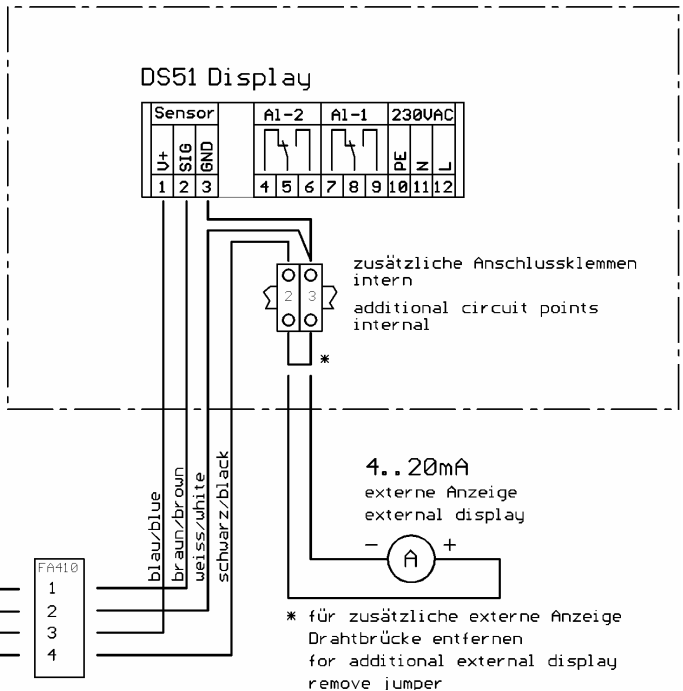 DS51 Display
Sensor Al-2 Al-1 230VAC
V+ SIG GND PE N L
1 2 3 4 5 6 7 8 9 10 11 12
zusätzliche Anschlussklemmen
intern
additional circuit points
internal
2 3
*
blau/blue
braun/brown
weiss/white
schwarz/black
4..20mA
externe Anzeige
external display
- A +
FA410
1
2
3
4
* für zusätzliche externe Anzeige
Drahtbrücke entfernen
for additional external display
remove jumper